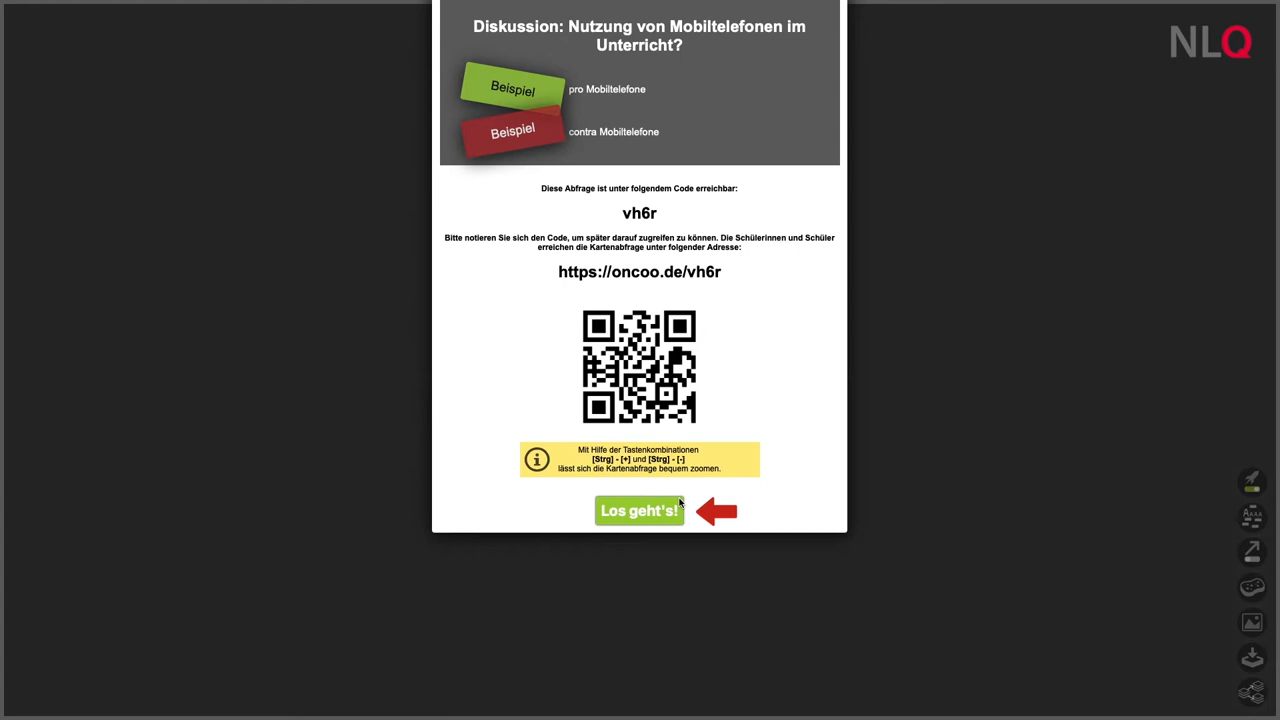 Diskussion: Nutzung von Mobiltelefonen im
Unterricht?
NLQ
Beispiel
pro Mobiltelefone
Beispiel
contra Mobiltelefone
Diese Abfrage ist unter folgendem Code erreichbar:
vh6r
Bitte notieren Sie sich den Code, um später darauf zugreifen zu können. Die Schülerinnen und Schüler
erreichen die Kartenabfrage unter folgender Adresse:
https://oncoo.de/vh6r
Mit Hilfe der Tastenkombinationen
[Strg] - [+] und [Strg] - [-]
lässt sich die Kartenabfrage bequem zoomen.
Los geht's!